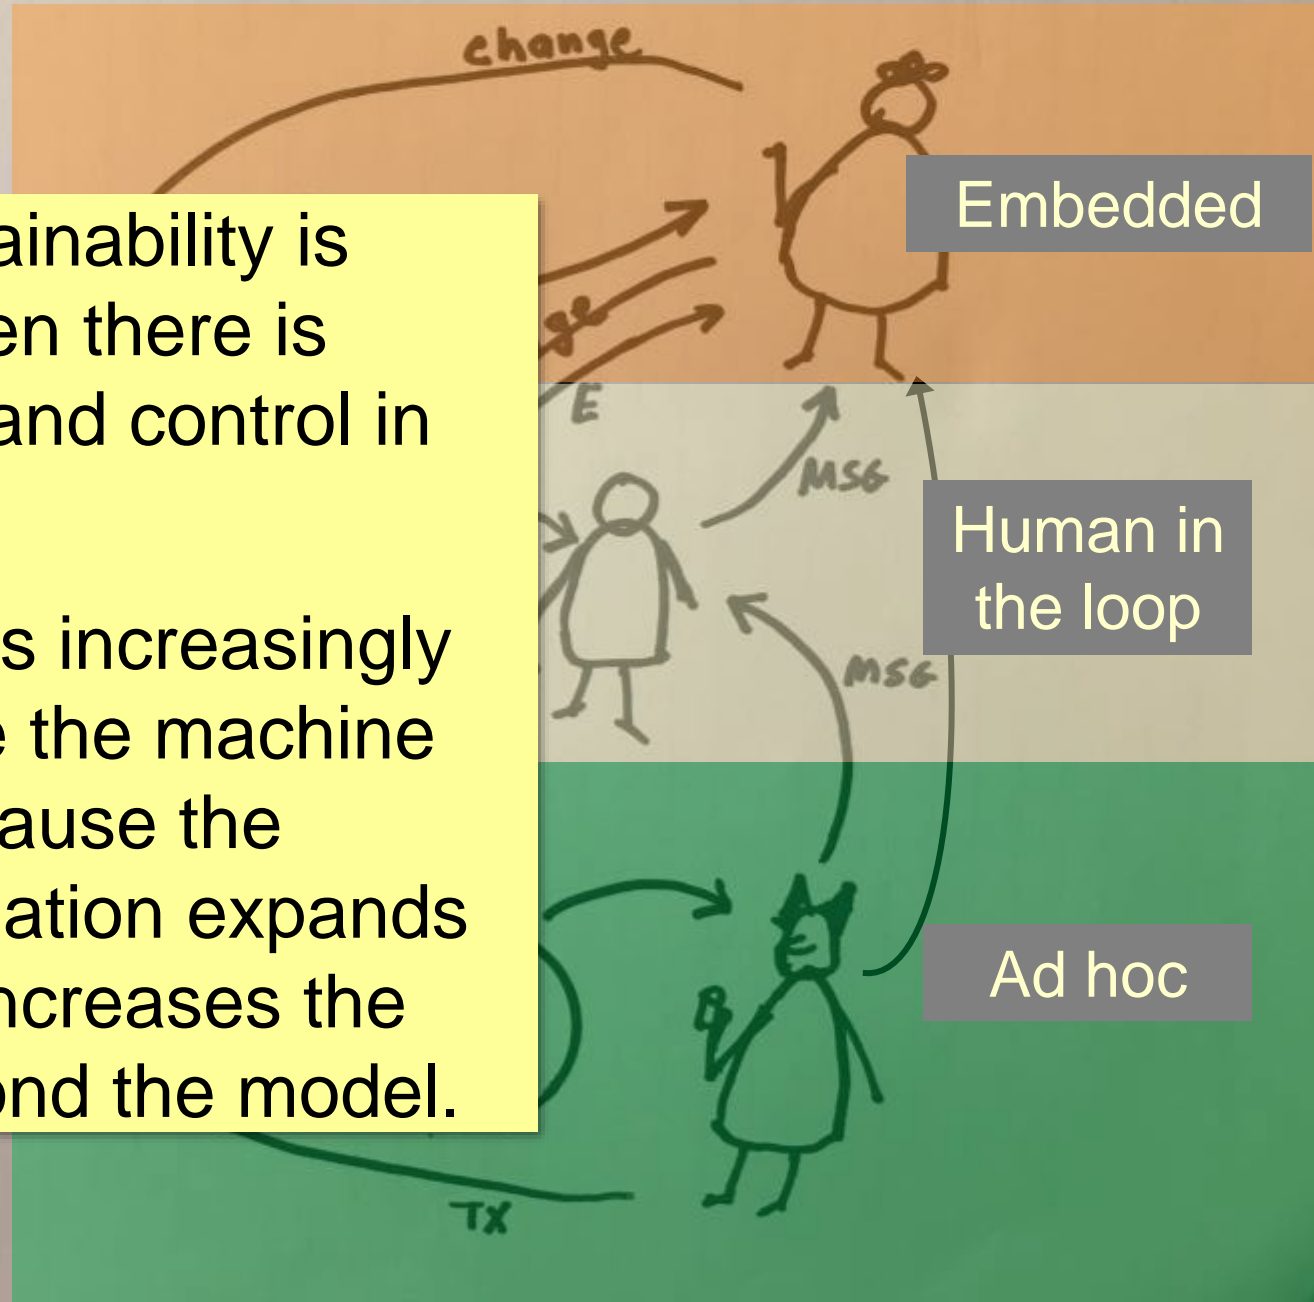 change
Embedded
ainability is
en there is
and control in
s increasingly
e the machine
ause the
ation expands
ncreases the
ond the model.
ge
E
MSG
Human in
the loop
MSG
Ad hoc
TX